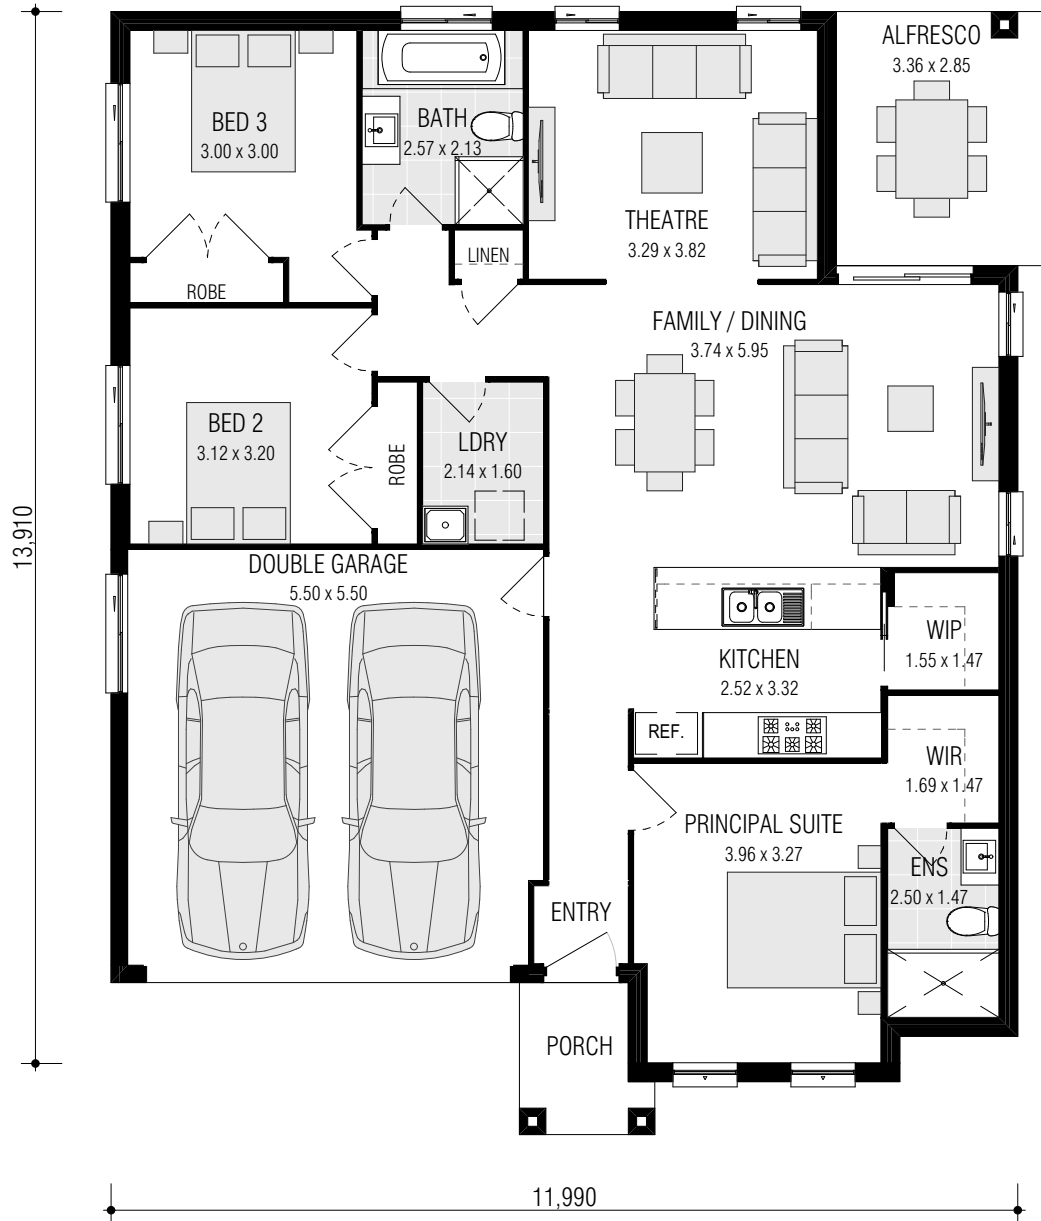 ALFRESCO
3.36 x 2.85
BED 3
3.00 x 3.00
BATH
2.57 x 2.13
THEATRE
3.29 x 3.82
LINEN
ROBE
FAMILY / DINING
3.74 x 5.95
BED 2
3.12 x 3.20
ROBE
LDRY
2.14 x 1.60
13,910
DOUBLE GARAGE
5.50 x 5.50
KITCHEN
2.52 x 3.32
WIP
1.55 x 1.47
REF.
WIR
1.69 x 1.47
PRINCIPAL SUITE
3.96 x 3.27
ENS
2.50 x 1.47
ENTRY
PORCH
11,990